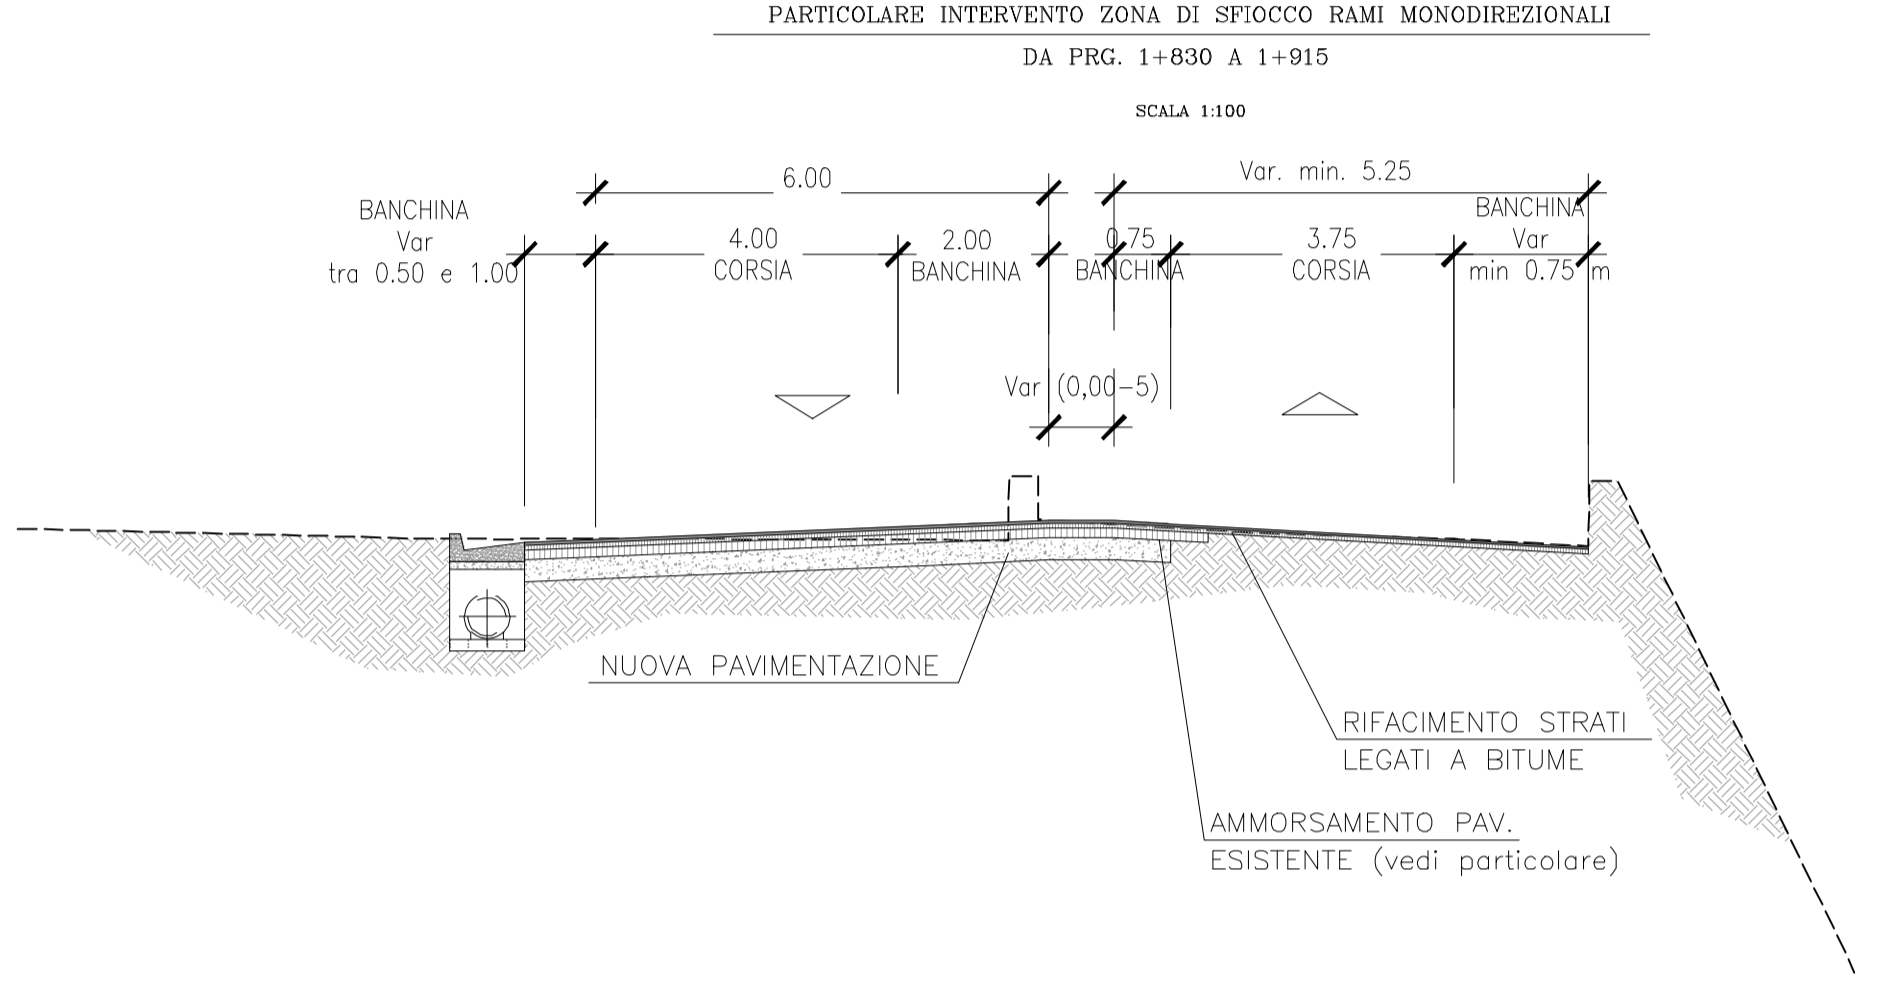 PARTICOLARE INTERVENTO ZONA DI SFIOCCO RAMI MONODIREZIONALI
DA PRG. 1+830 A 1+915
SCALA 1:100
6.00
Var. min. 5.25
BANCHINA
Var
tra 0.50 e 1.00
4.00
CORSIA
2.00
BANCHINA
0.75
BANCHINA
3.75
CORSIA
BANCHINA
Var
min 0.75 m
Var (0,00-5)
NUOVA PAVIMENTAZIONE
RIFACIMENTO STRATI
LEGATI A BITUME
AMMORSAMENTO PAV.
ESISTENTE (vedi particolare)